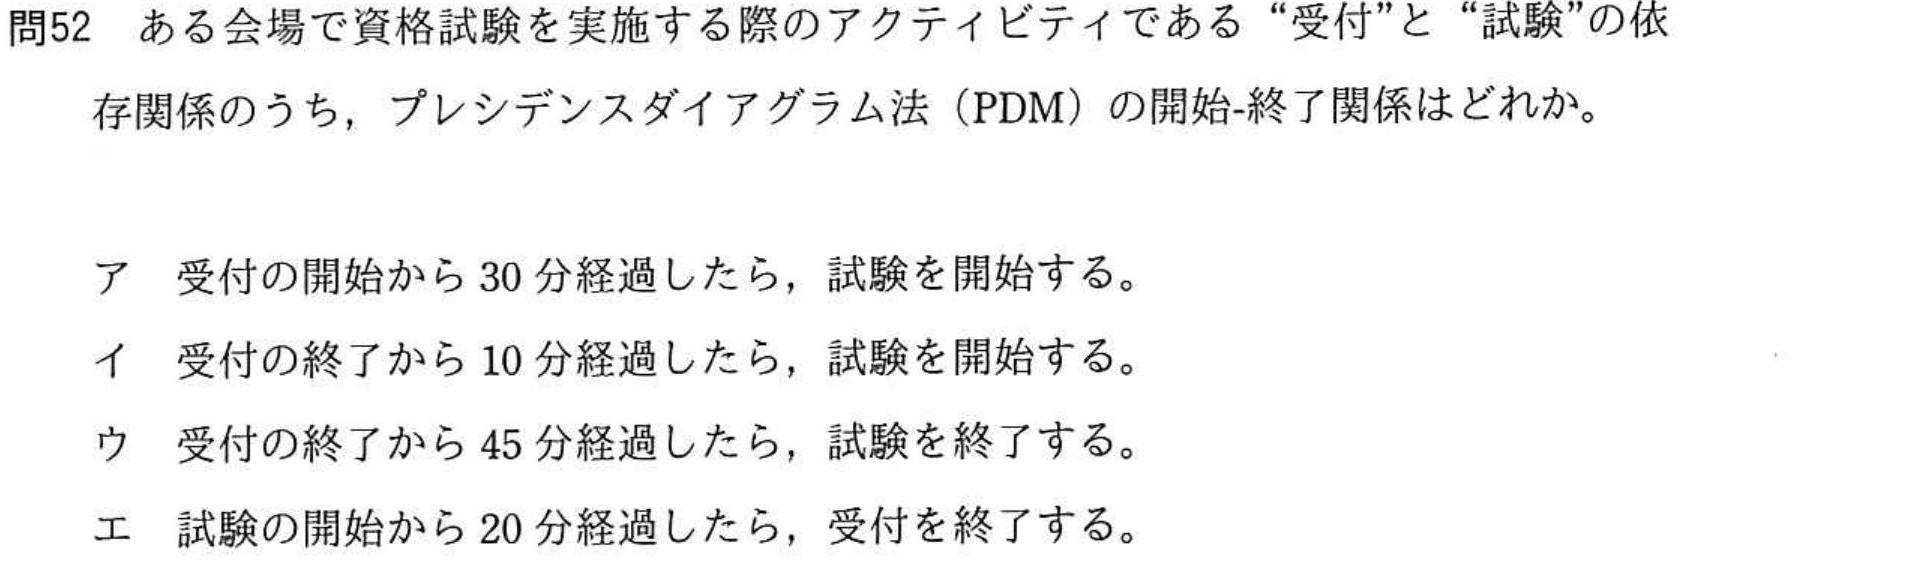 問52　ある会場で資格試験を実施する際のアクティビティである“受付”と“試験”の依
存関係のうち，プレシデンスダイアグラム法（PDM）の開始-終了関係はどれか。
ア　受付の開始から 30 分経過したら，試験を開始する。
イ　受付の終了から 10 分経過したら，試験を開始する。
ウ　受付の終了から 45 分経過したら，試験を終了する。
エ　試験の開始から 20 分経過したら，受付を終了する。